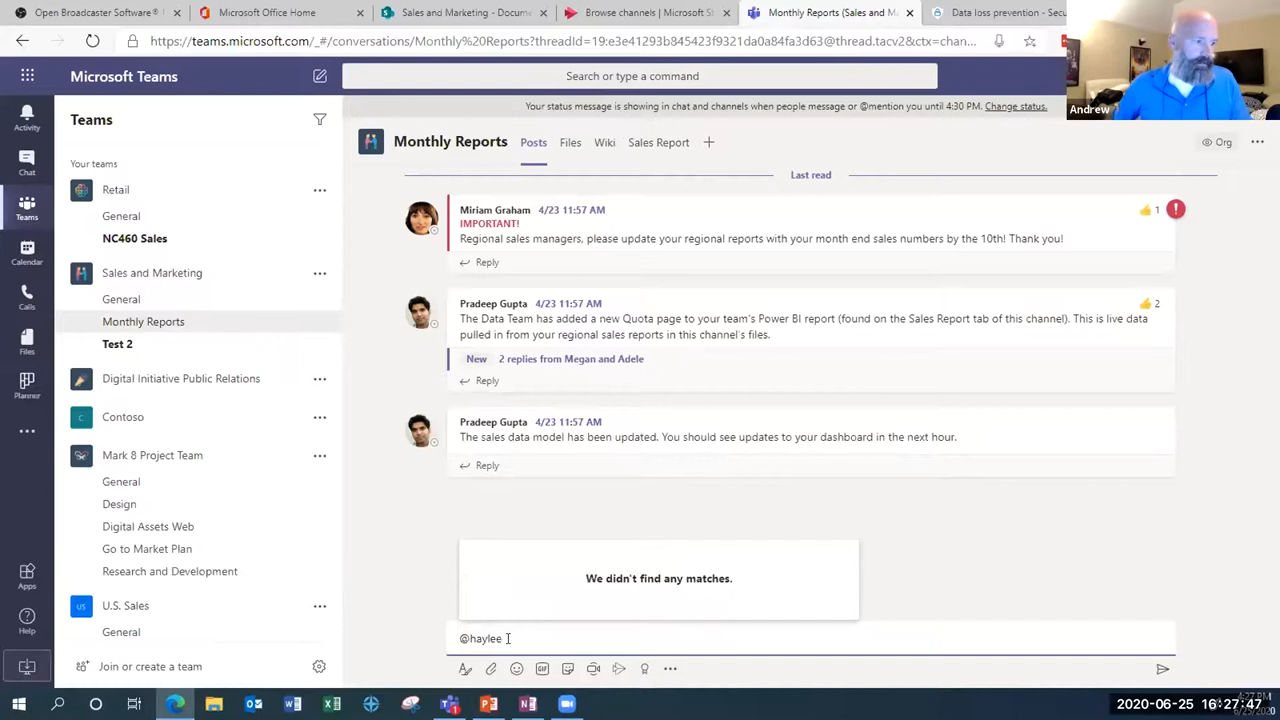 Open Broadcaster Software
Microsoft Office Home
Sales and Marketing - Docume
Browse channels | Microsoft St
Monthly Reports (Sales and M
Data loss prevention - Secu
https://teams.microsoft.com/_#/conversations/Monthly%20Reports?threadId=19:e3e41293b845423f9321da0a84fa3d63@thread.tacv2&ctx=chan...
Andrew
Microsoft Teams
Search or type a command
Your status message is showing in chat and channels when people message or @mention you until 4:30 PM. Change status.
Activity
Chat
Teams
Calendar
Calls
Files
Planner
Apps
Help
Teams
Your teams
Retail
General
NC460 Sales
Sales and Marketing
General
Monthly Reports
Test 2
Digital Initiative Public Relations
C
Contoso
Mark 8 Project Team
General
Design
Digital Assets Web
Go to Market Plan
Research and Development
US
U.S. Sales
General
Join or create a team
Monthly Reports
Posts
Files
Wiki
Sales Report
Org
Last read
Miriam Graham 4/23 11:57 AM
1
IMPORTANT!
Regional sales managers, please update your regional reports with your month end sales numbers by the 10th! Thank you!
Reply
Pradeep Gupta 4/23 11:57 AM
2
The Data Team has added a new Quota page to your team's Power BI report (found on the Sales Report tab of this channel). This is live data
pulled in from your regional sales reports in this channel's files.
New 2 replies from Megan and Adele
Reply
Pradeep Gupta 4/23 11:57 AM
The sales data model has been updated. You should see updates to your dashboard in the next hour.
Reply
We didn't find any matches.
@haylee
GIF
4:27 PM
2020-06-25 16:27:47